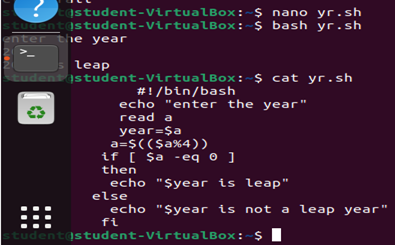 @student-VirtualBox:~$ nano yr.sh
@student-VirtualBox:~$ bash yr.sh
enter the year
leap
@student-VirtualBox:~$ cat yr.sh
#!/bin/bash
echo "enter the year"
read a
year=$a
a=$(($a%4))
if [ $a -eq 0 ]
then
echo "$year is leap"
else
echo "$year is not a leap year"
fi
student@student-VirtualBox:~$